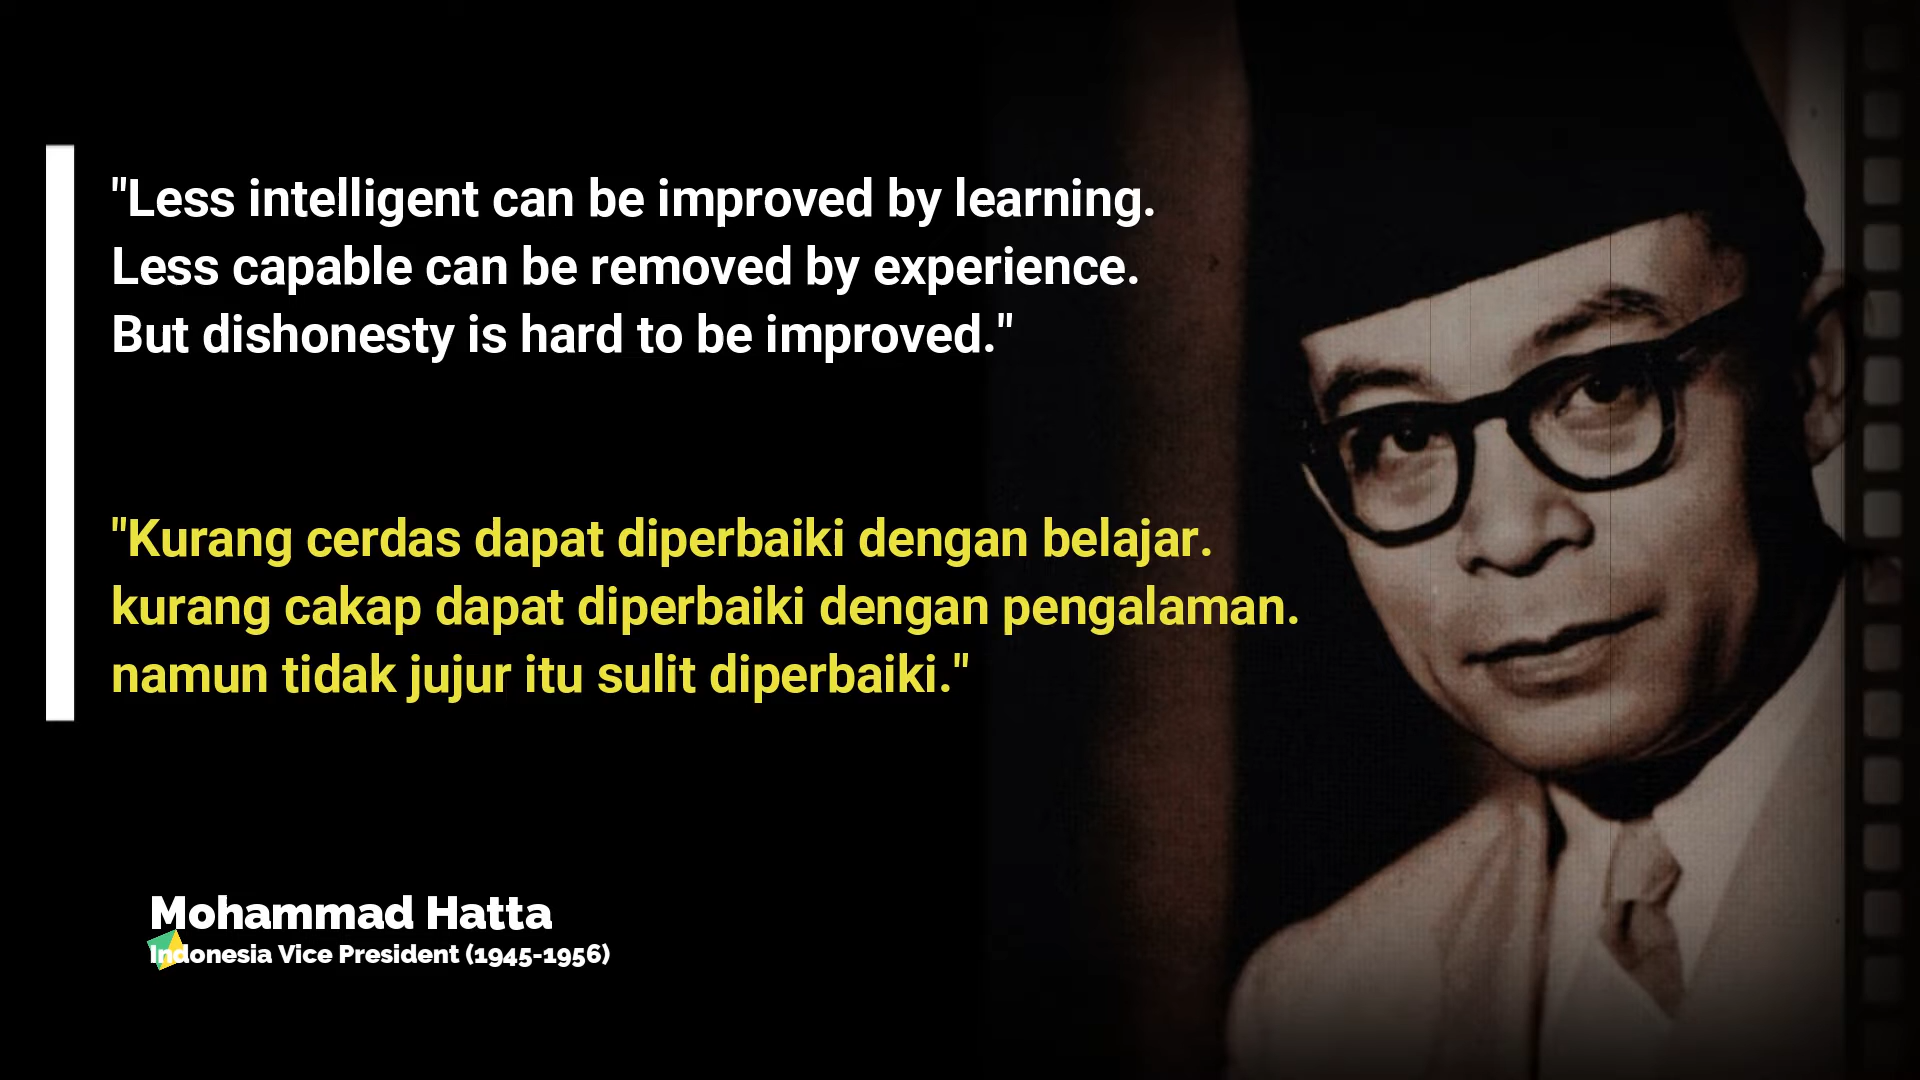 "Less intelligent can be improved by learning.
Less capable can be removed by experience.
But dishonesty is hard to be improved."
"Kurang cerdas dapat diperbaiki dengan belajar.
kurang cakap dapat diperbaiki dengan pengalaman.
namun tidak jujur itu sulit diperbaiki."
Mohammad Hatta
Indonesia Vice President (1945-1956)